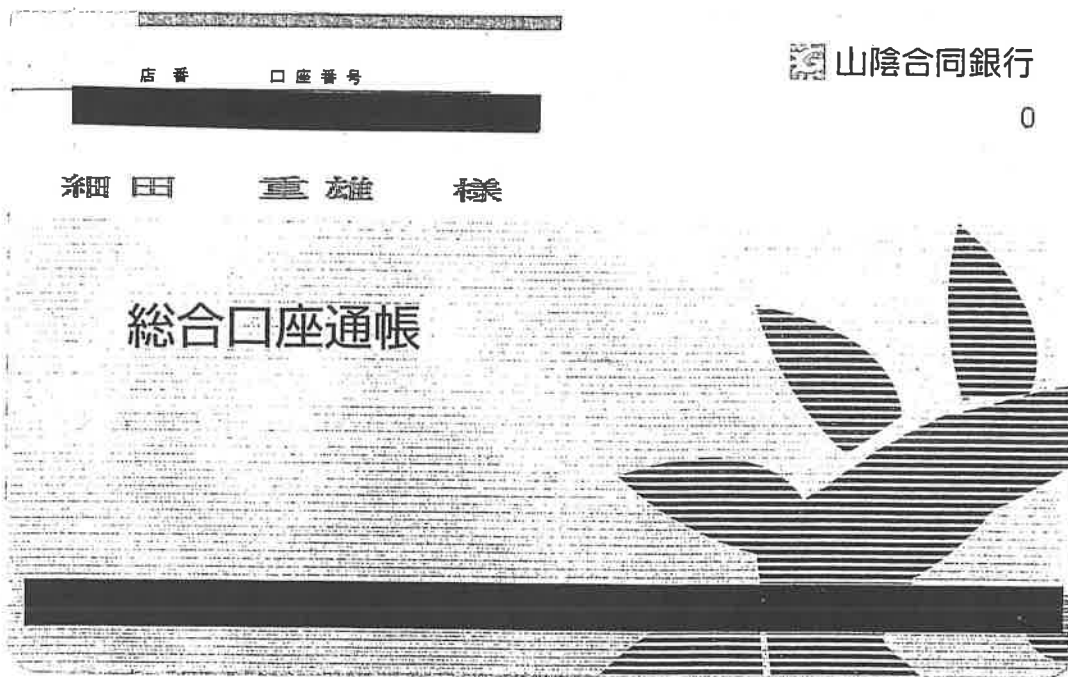 店番 口座番号
山陰合同銀行
0
細田 重雄 様
総合口座通帳